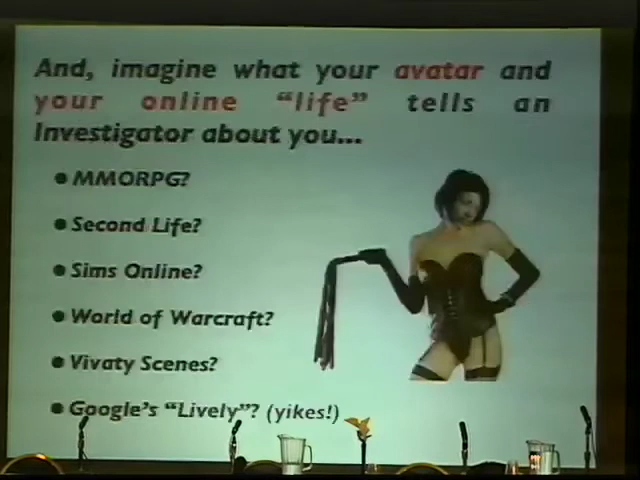 And, imagine what your avatar and
your online "life" tells an
Investigator about you...
● MMORPG?
● Second Life?
● Sims Online?
● World of Warcraft?
● Vivaty Scenes?
● Google's "Lively"? (yikes!)